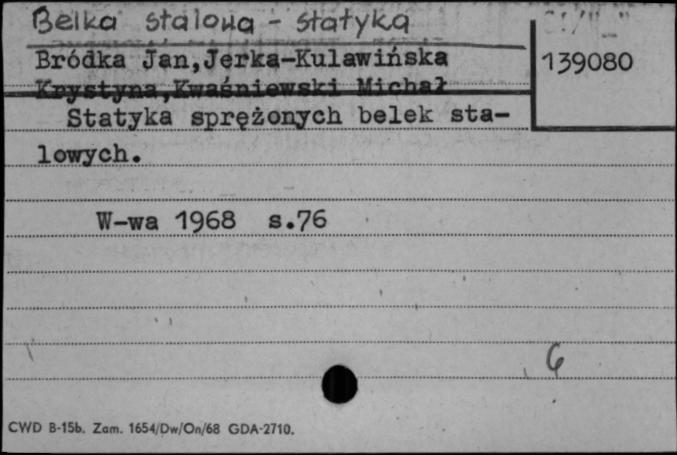 Belka stalowa - statyka
139080
Bródka Jan,Jerka-Kulawińska
Krystyna,Kwaśniewski Michał
Statyka sprężonych belek sta-
lowych.
W-wa 1968 s.76
6
CWD B-15b. Zam. 1654/Dw/On/68 GDA-2710.